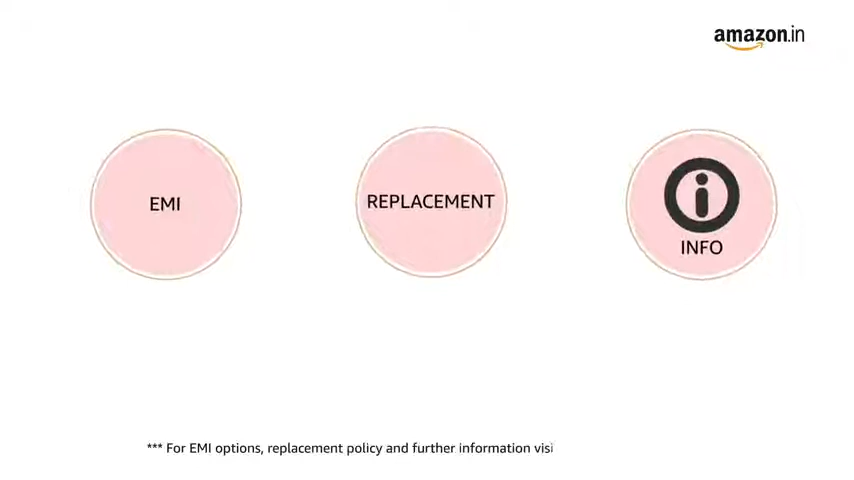 amazon.in
EMI
REPLACEMENT
INFO
*** For EMI options, replacement policy and further information visi